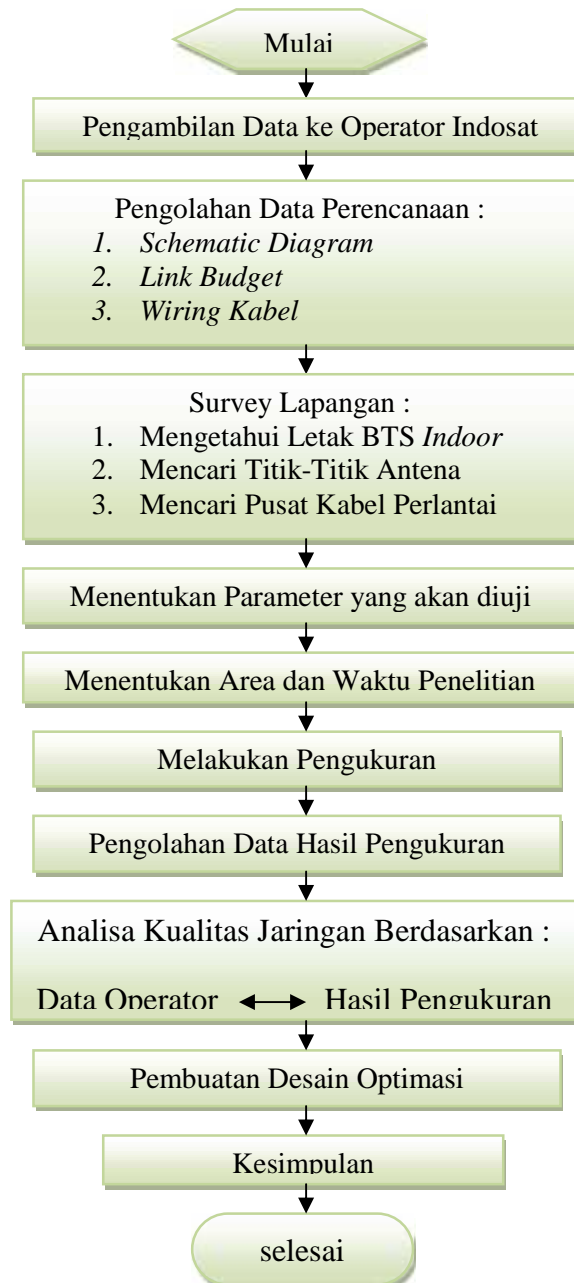 Mulai
Pengambilan Data ke Operator Indosat
Pengolahan Data Perencanaan :
1. Schematic Diagram
2. Link Budget
3. Wiring Kabel
Survey Lapangan :
1. Mengetahui Letak BTS Indoor
2. Mencari Titik-Titik Antena
3. Mencari Pusat Kabel Perlantai
Menentukan Parameter yang akan diuji
Menentukan Area dan Waktu Penelitian
Melakukan Pengukuran
Pengolahan Data Hasil Pengukuran
Analisa Kualitas Jaringan Berdasarkan :
Data Operator Hasil Pengukuran
Pembuatan Desain Optimasi
Kesimpulan
selesai